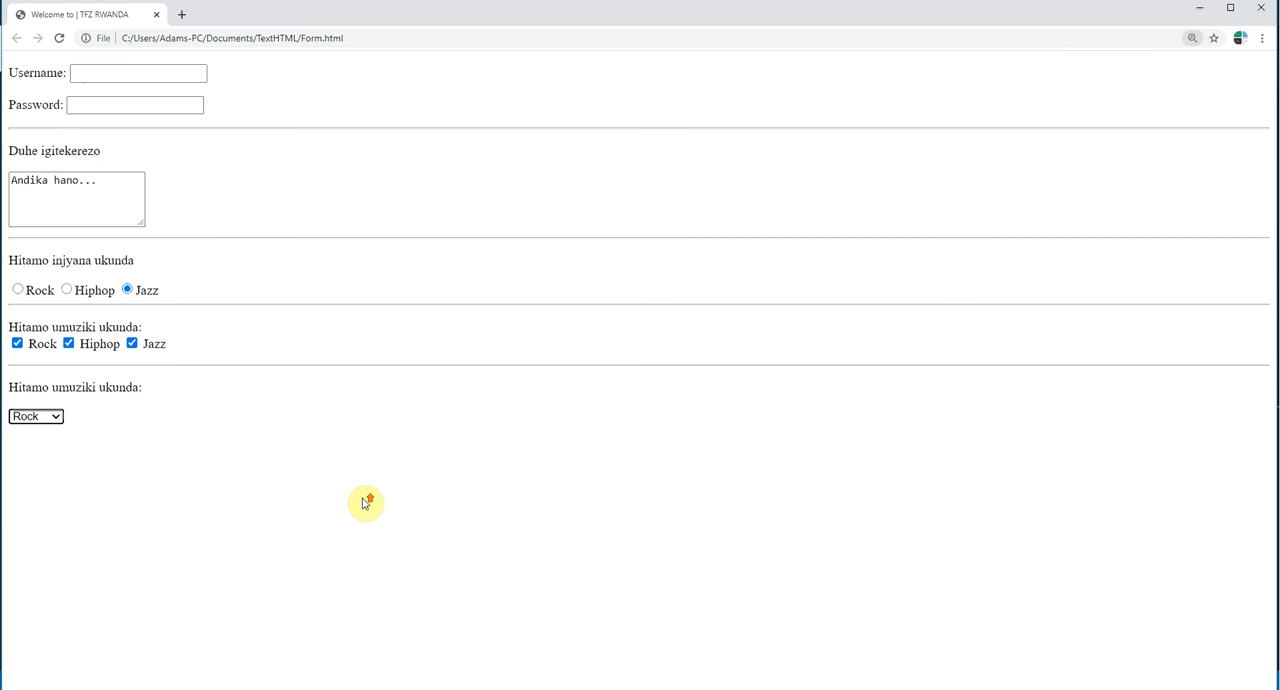 Welcome to | TFZ RWANDA
File | C:/Users/Adams-PC/Documents/TextHTML/Form.html
Username:
Password:
Duhe igitekerezo
Andika hano...
Hitamo injyana ukunda
Rock Hiphop Jazz
Hitamo umuziki ukunda:
Rock Hiphop Jazz
Hitamo umuziki ukunda:
Rock